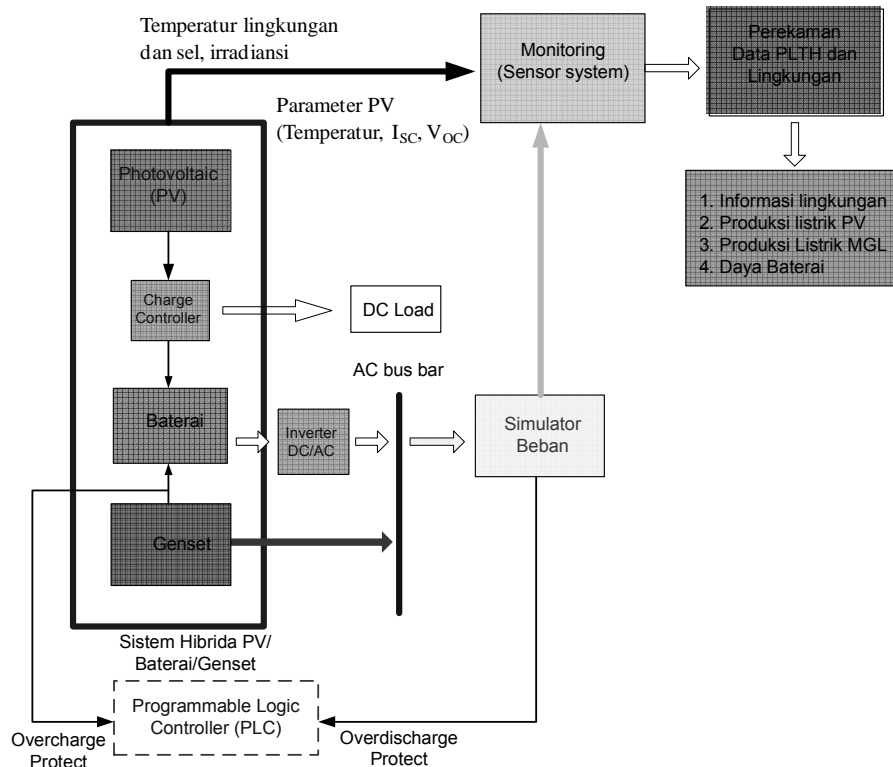 Temperatur lingkungan
dan sel, irradiansi
Monitoring
(Sensor system)
Perekaman
Data PLTH dan
Lingkungan
Parameter PV
(Temperatur, ISC, VOC)
Photovoltaic
(PV)
1. Informasi lingkungan
2. Produksi listrik PV
3. Produksi Listrik MGL
4. Daya Baterai
Charge
Controller
DC Load
AC bus bar
Baterai
Inverter
DC/AC
Simulator
Beban
Genset
Sistem Hibrida PV/
Baterai/Genset
Programmable Logic
Controller (PLC)
Overcharge
Protect
Overdischarge
Protect